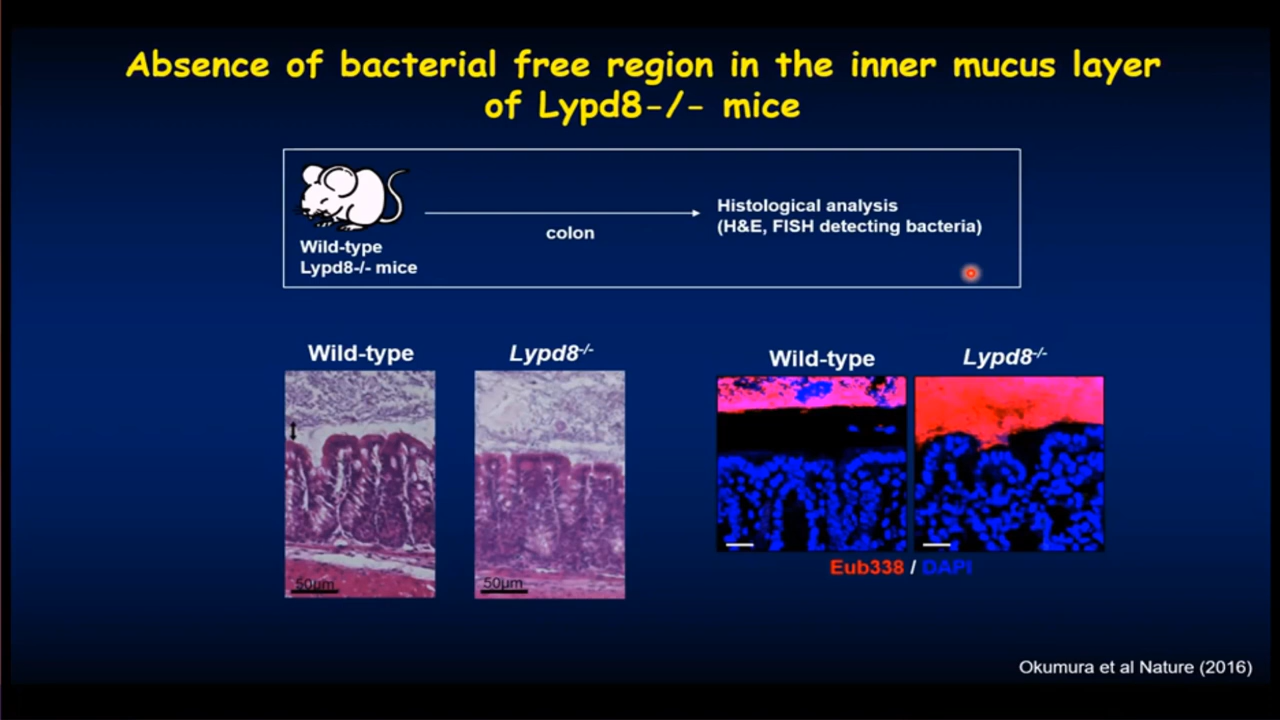 Absence of bacterial free region in the inner mucus layer
of Lypd8-/- mice
Wild-type
Lypd8-/- mice
colon
Histological analysis
(H&E, FISH detecting bacteria)
Wild-type
Lypd8-/-
50μm
50μm
Wild-type
Lypd8-/-
Eub338 / DAPI
Okumura et al Nature (2016)